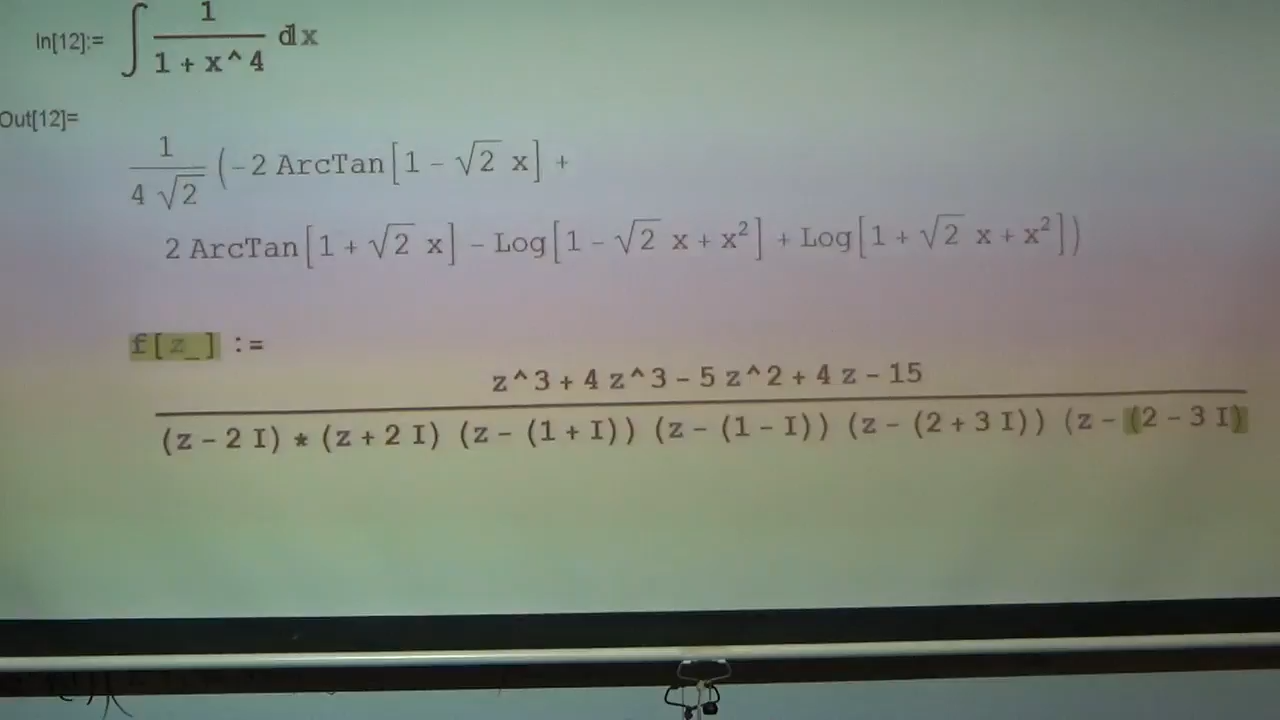 In[12]:= ∫ 1/(1 + x^4) ⅆx
Out[12]=
1/(4 √2) (-2 ArcTan[1 - √2 x] +
2 ArcTan[1 + √2 x] - Log[1 - √2 x + x²] + Log[1 + √2 x + x²])
f[z_] :=
z^3 + 4 z^3 - 5 z^2 + 4 z - 15
(z - 2 I) * (z + 2 I) (z - (1 + I)) (z - (1 - I)) (z - (2 + 3 I)) (z - (2 - 3 I)